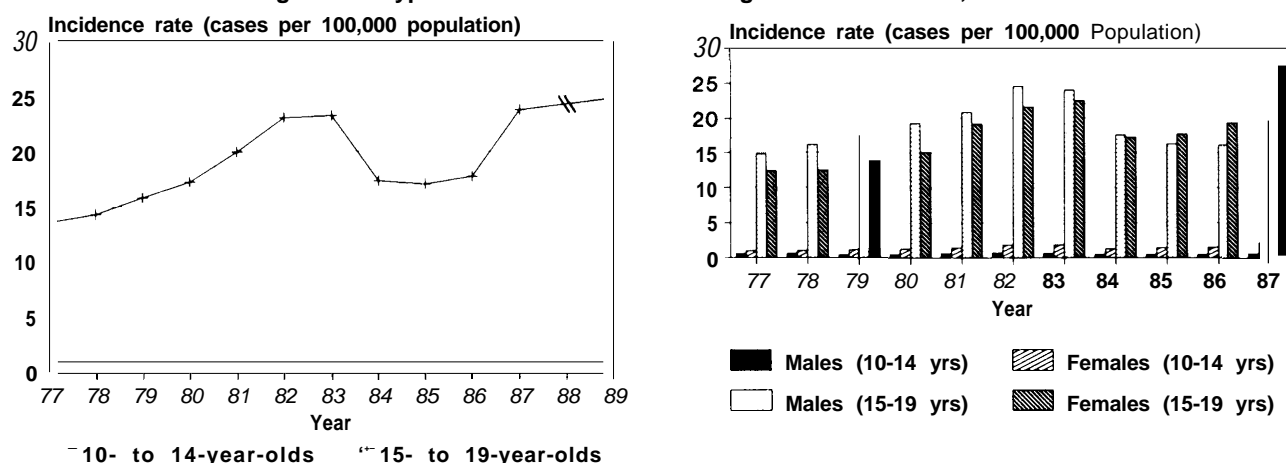 Incidence rate (cases per 100,000 population)
30
25
20
15
10
5
0
77 78 79 80 81 82 83 84 85 86 87 88 89
Year
10- to 14-year-olds 15- to 19-year-olds
Incidence rate (cases per 100,000 Population)
30
25
20
15
10
5
0
77 78 79 80 81 82 83 84 85 86 87
Year
Males (10-14 yrs) Females (10-14 yrs)
Males (15-19 yrs) Females (15-19 yrs)